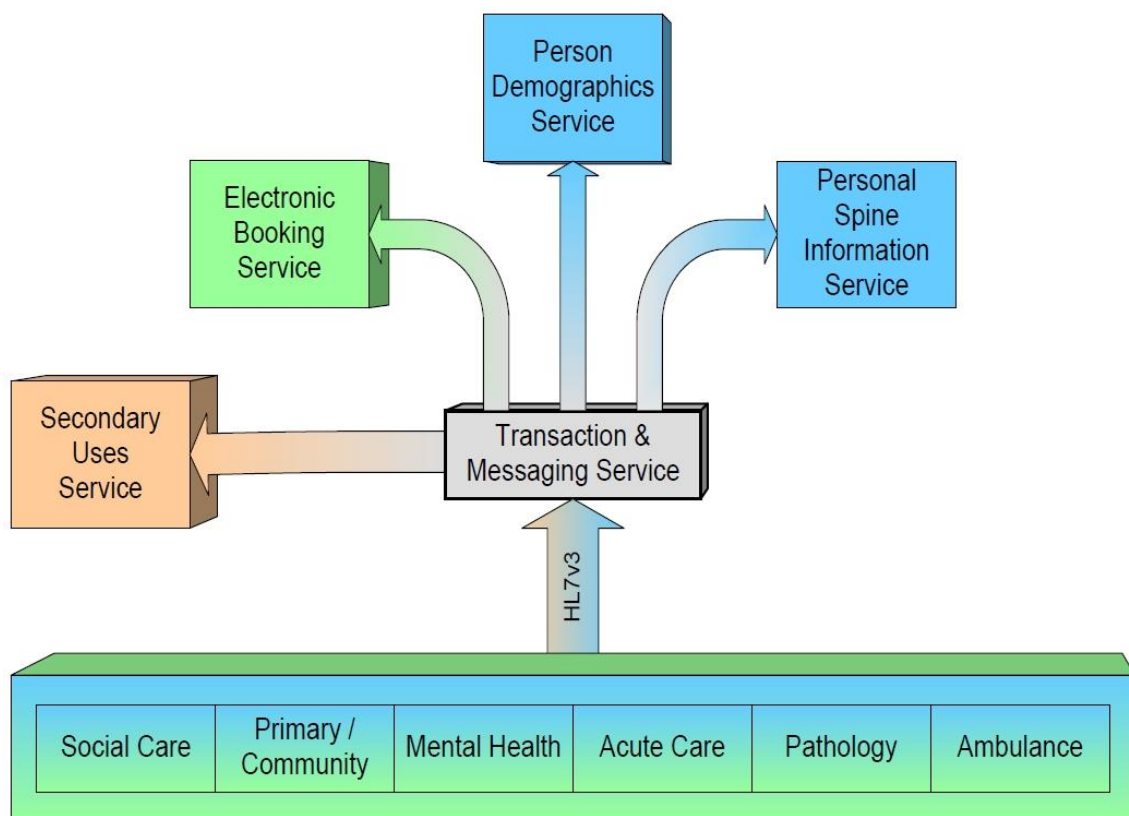 Person
Demographics
Service
Electronic
Booking
Service
Personal
Spine
Information
Service
Secondary
Uses
Service
Transaction &
Messaging Service
HL7v3
Social Care
Primary /
Community
Mental Health
Acute Care
Pathology
Ambulance